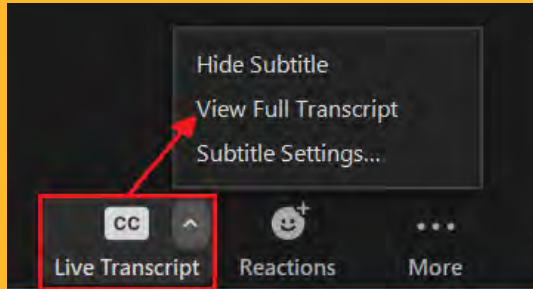 Hide Subtitle
View Full Transcript
Subtitle Settings...
CC
Live Transcript Reactions More